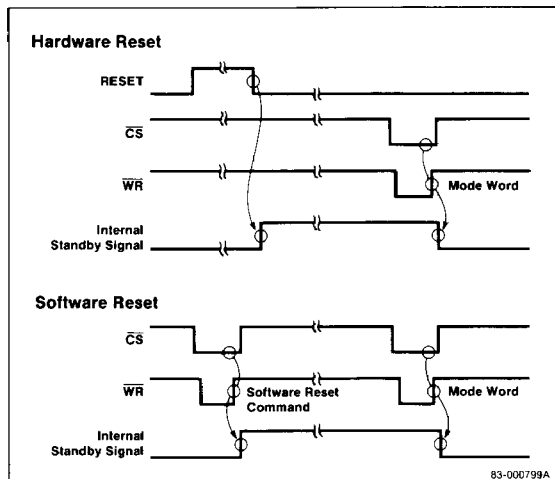 Hardware Reset
RESET
CS
WR
Mode Word
Internal
Standby Signal
Software Reset
CS
WR
Software Reset
Command
Mode Word
Internal
Standby Signal
83-000799A